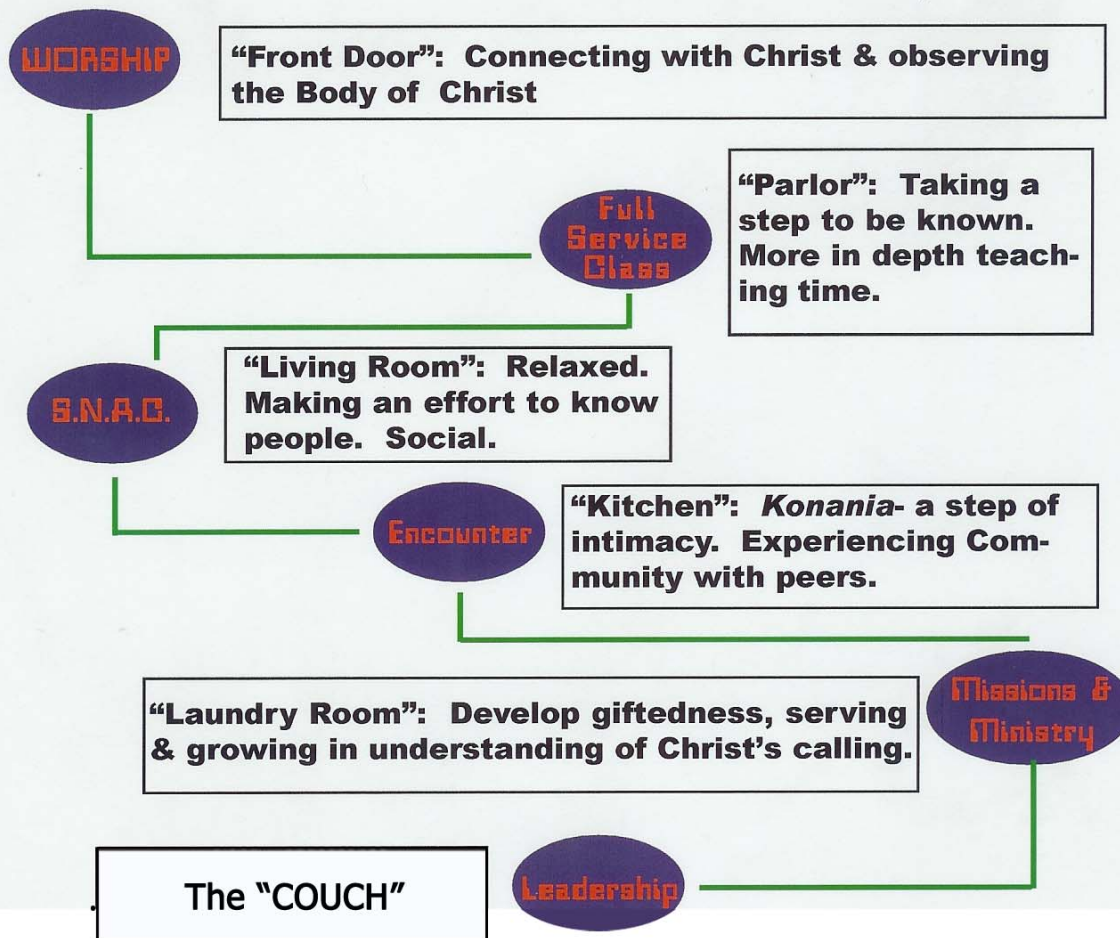 WORSHIP
“Front Door”: Connecting with Christ & observing
the Body of Christ
Full
Service
Class
“Parlor”: Taking a
step to be known.
More in depth teach-
ing time.
S.N.A.C.
“Living Room”: Relaxed.
Making an effort to know
people. Social.
Encounter
“Kitchen”: Konania- a step of
intimacy. Experiencing Com-
munity with peers.
Missions &
Ministry
“Laundry Room”: Develop giftedness, serving
& growing in understanding of Christ’s calling.
The “COUCH”
Leadership